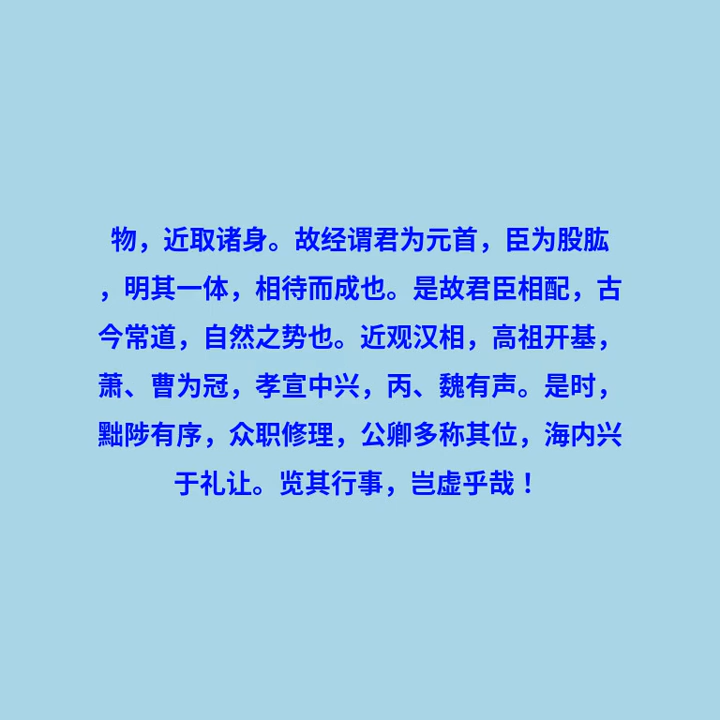 物，近取诸身。故经谓君为元首，臣为股肱
，明其一体，相待而成也。是故君臣相配，古
今常道，自然之势也。近观汉相，高祖开基，
萧、曹为冠，孝宣中兴，丙、魏有声。是时，
黜陟有序，众职修理，公卿多称其位，海内兴
于礼让。览其行事，岂虚乎哉！